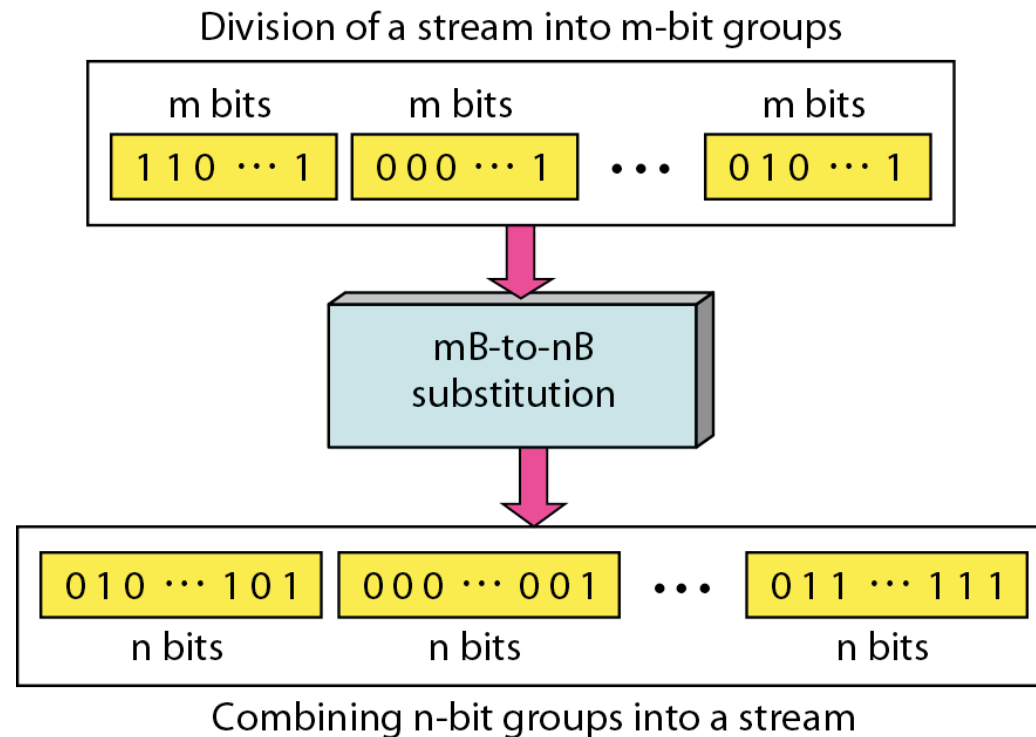 Division of a stream into m-bit groups
m bits m bits m bits
1 1 0 ··· 1 0 0 0 ··· 1 ••• 0 1 0 ··· 1
mB-to-nB
substitution
0 1 0 ··· 1 0 1 0 0 0 ··· 0 0 1 ••• 0 1 1 ··· 1 1 1
n bits n bits n bits
Combining n-bit groups into a stream